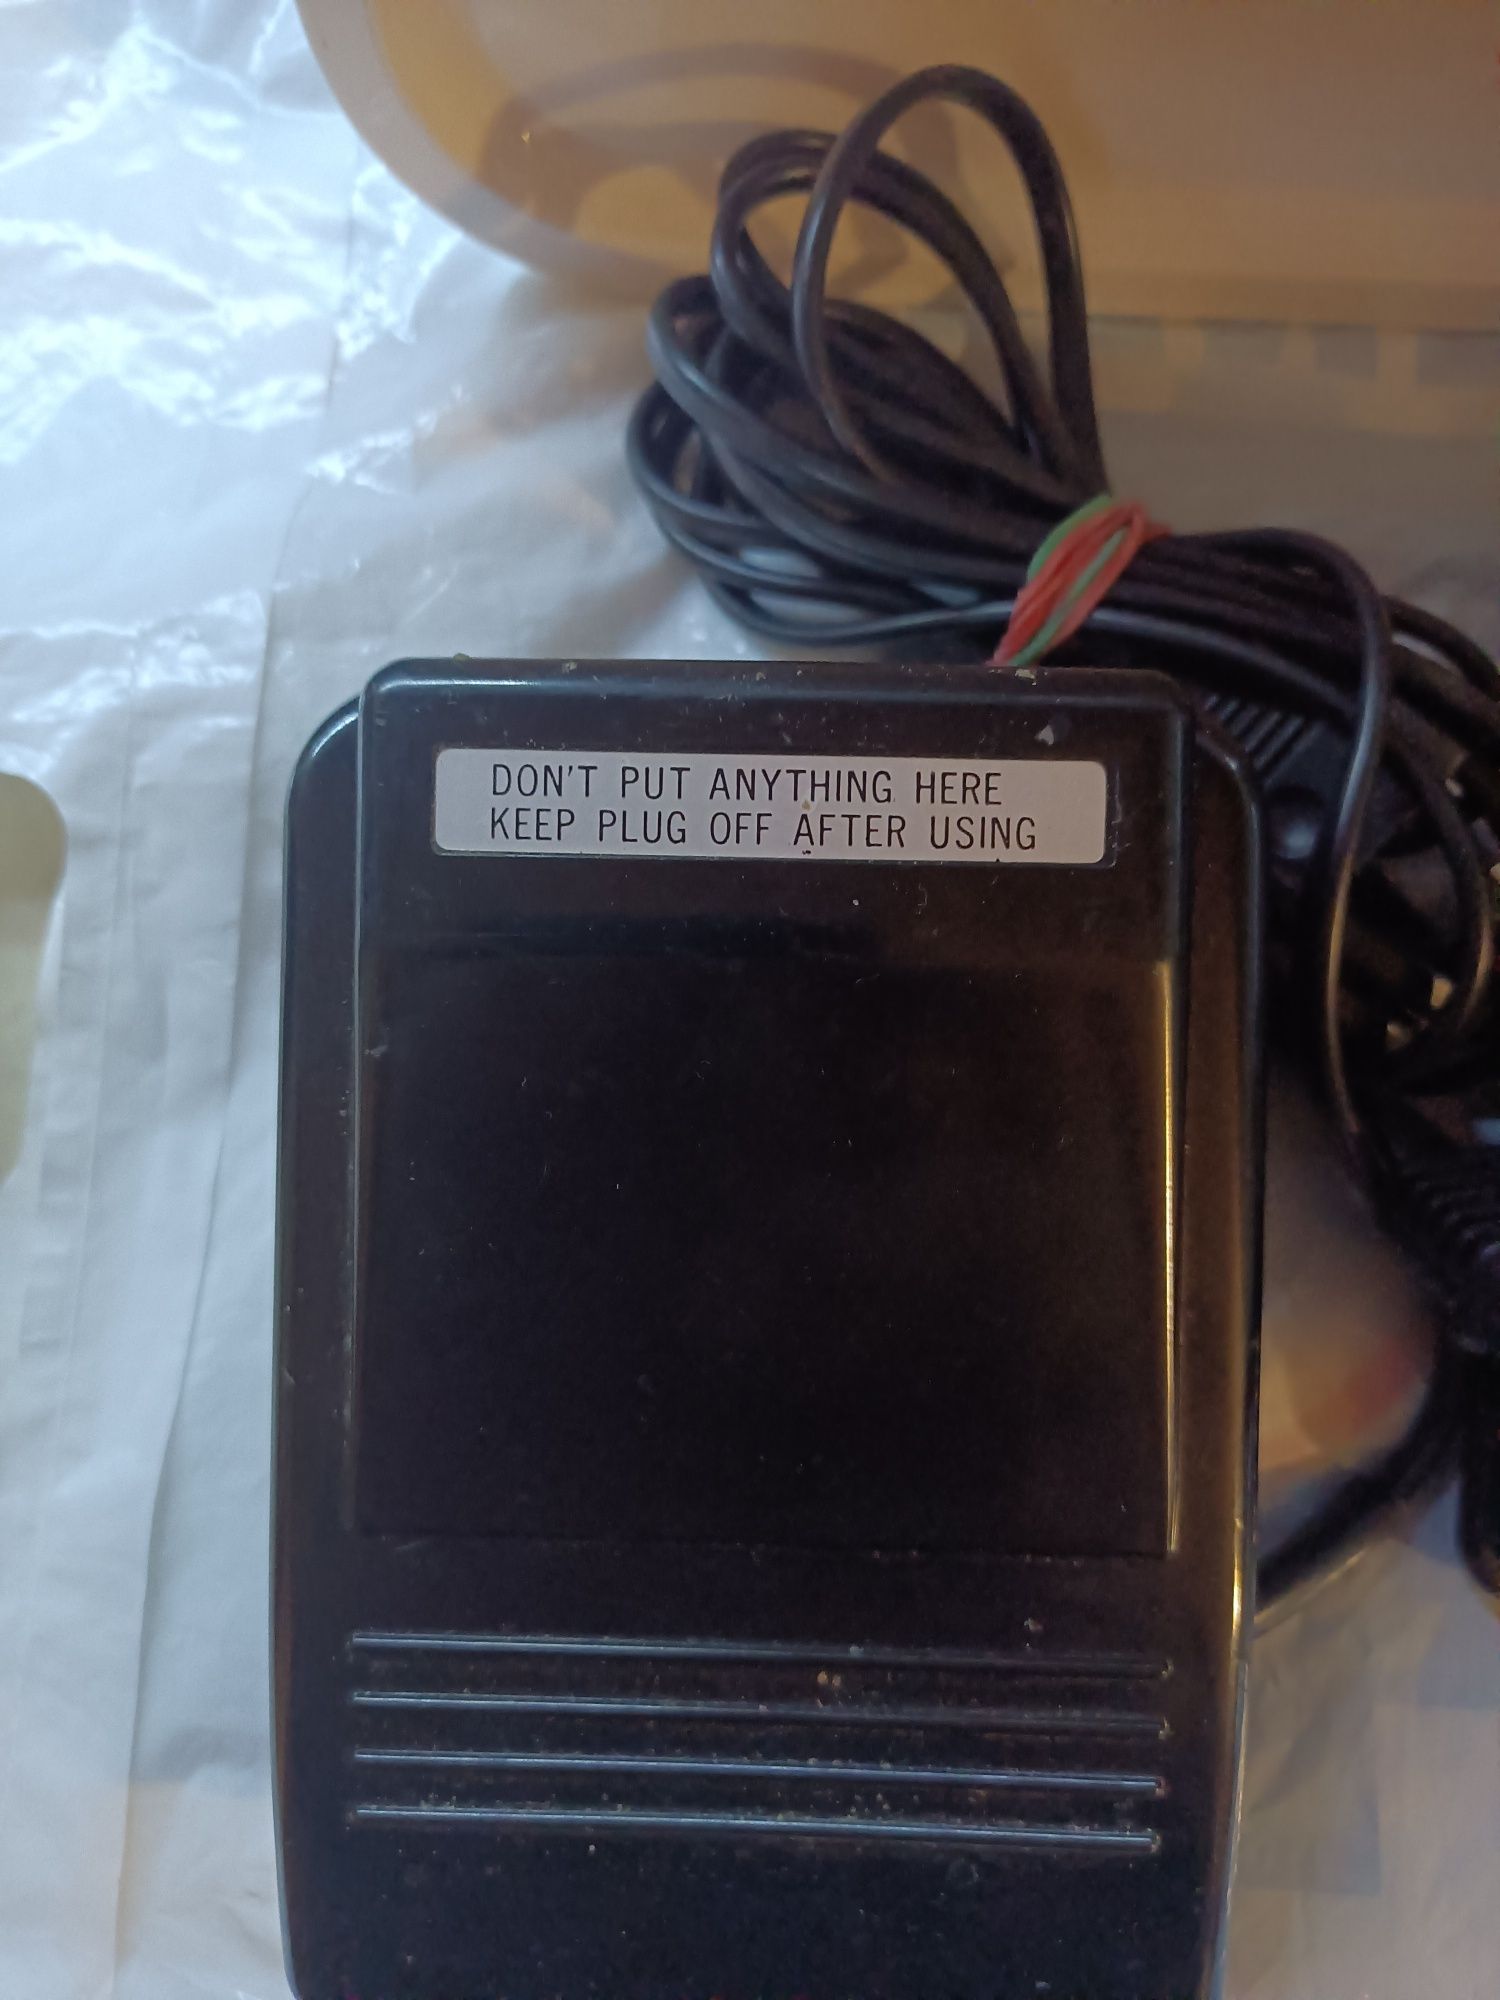 DON'T PUT ANYTHING HERE
KEEP PLUG OFF AFTER USING